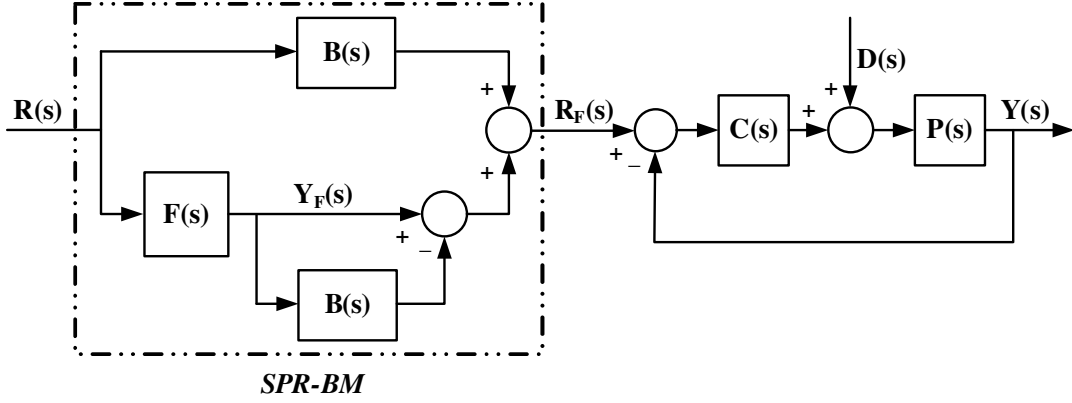 B(s)
D(s)
+
+
R(s)
R_F(s)
+
C(s)
P(s)
Y(s)
+
−
+
F(s)
Y_F(s)
+
−
B(s)
SPR-BM